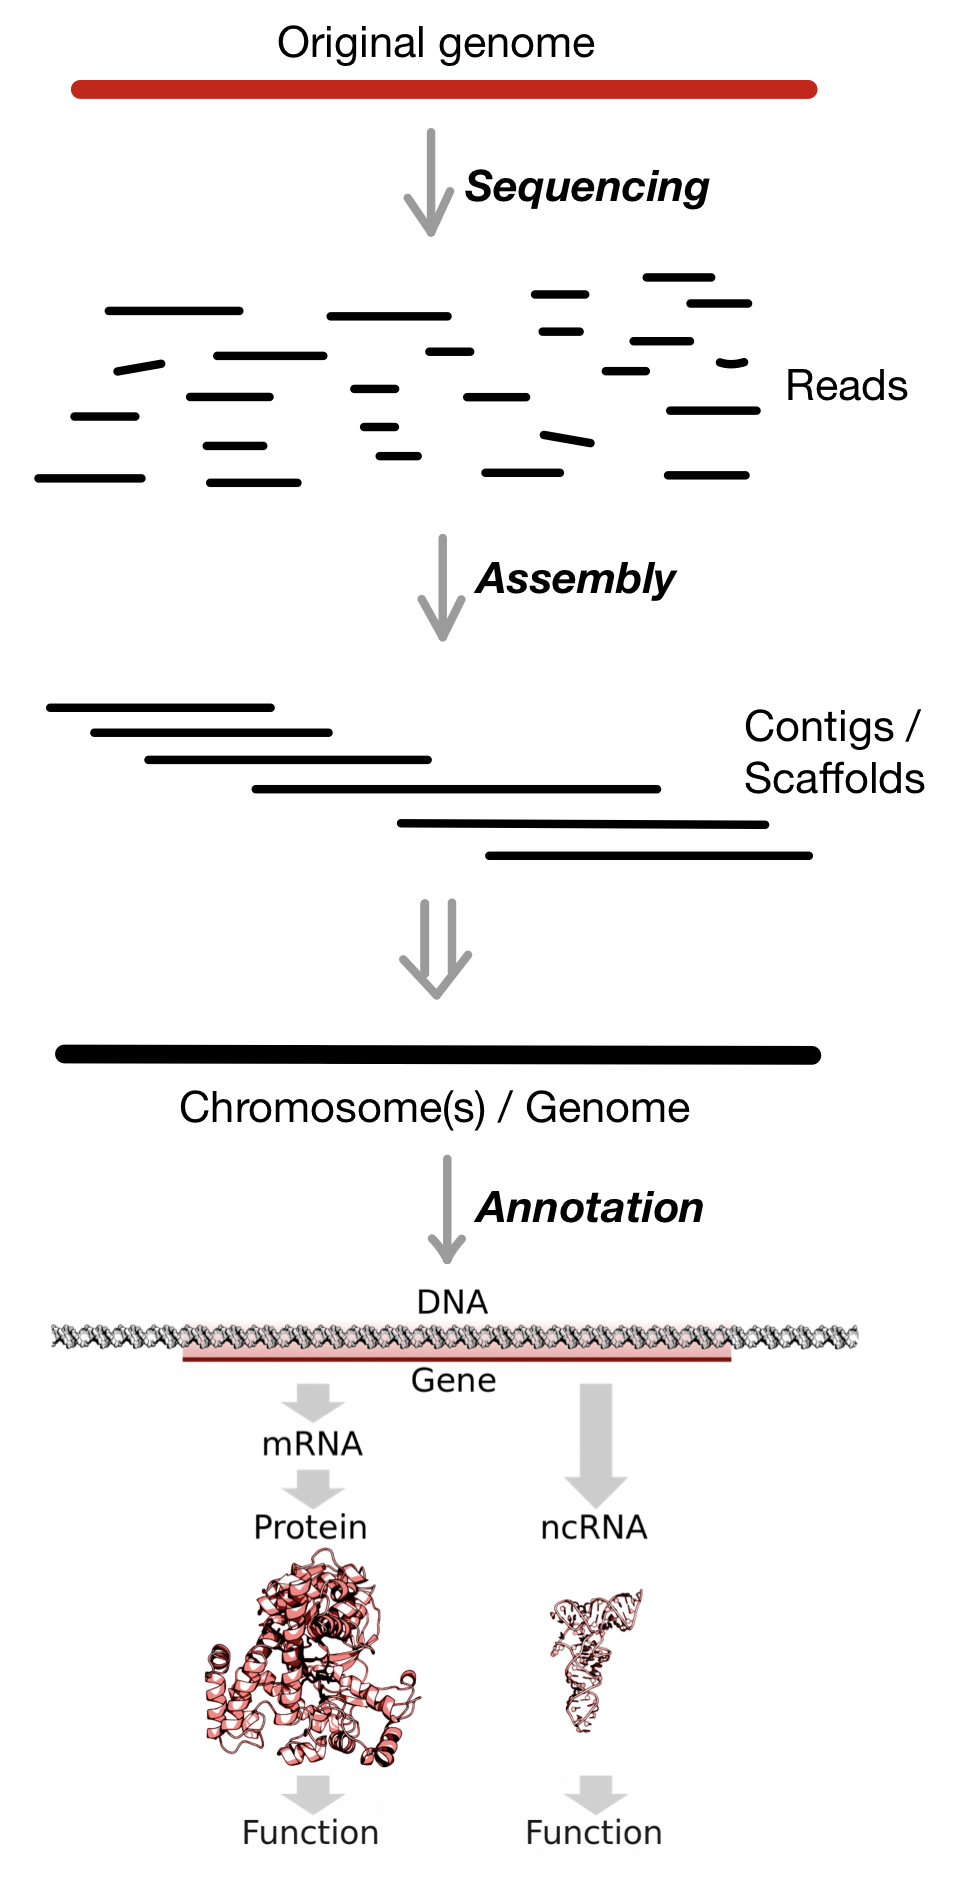 Original genome
Sequencing
Reads
Assembly
Contigs /
Scaffolds
Chromosome(s) / Genome
Annotation
DNA
Gene
mRNA
Protein
ncRNA
Function
Function